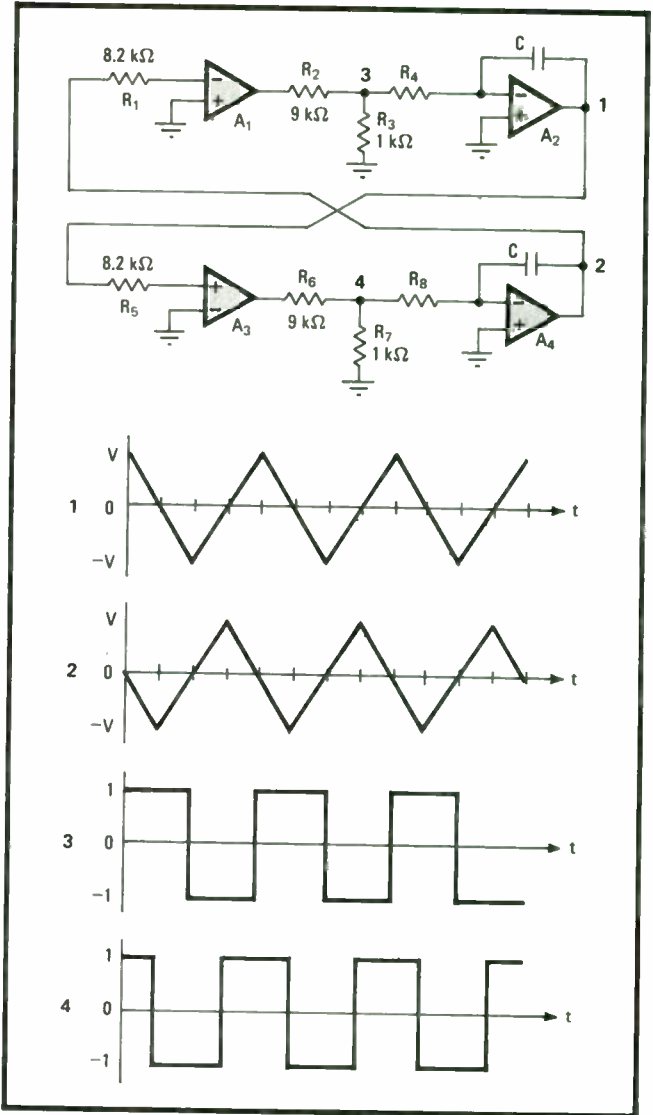 C
8.2 kΩ
R₁
−
+
A₁
R₂
9 kΩ
3
R₃
1 kΩ
R₄
−
+
A₂
1
8.2 kΩ
R₅
+
−
A₃
R₆
9 kΩ
4
R₇
1 kΩ
R₈
C
−
+
A₄
2
V
1 0 t
−V
V
2 0 t
−V
1
3 0 t
−1
1
4 0 t
−1